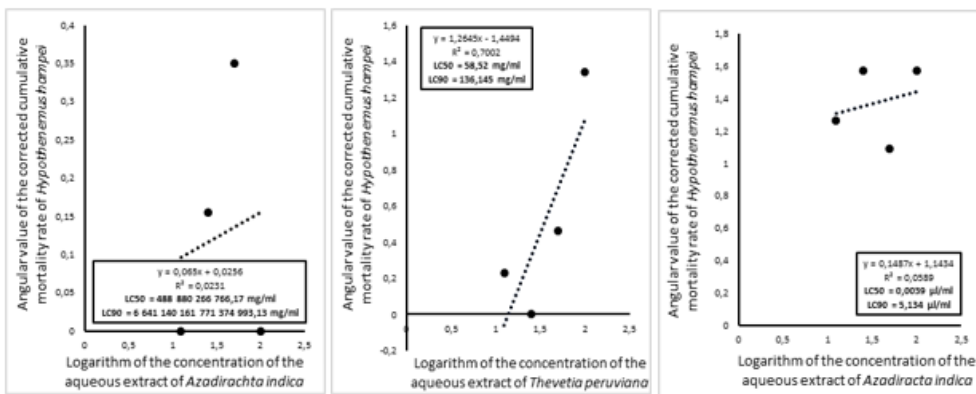 Angular value of the corrected cumulative
mortality rate of Hypothenemus hampei
0,4
0,35
0,3
0,25
0,2
0,15
0,1
0,05
0
y = 0,065x + 0,0256
R² = 0,0231
LC50 = 488 880 266 766,17 mg/ml
LC90 = 6 641 140 161 771 374 993,13 mg/ml
0 0,5 1 1,5 2 2,5
Logarithm of the concentration of the
aqueous extract of Azadirachta indica
Angular value of the corrected cumulative
mortality rate of Hypothenemus hampei
1,6
1,4
1,2
1
0,8
0,6
0,4
0,2
0
-0,2
y = 1,2645x - 1,4494
R² = 0,7002
LC50 = 58,52 mg/ml
LC90 = 136,145 mg/ml
0 0,5 1 1,5 2 2,5
Logarithm of the concentration of the
aqueous extract of Thevetia peruviana
Angular value of the corrected cumulative
mortality rate of Hypothenemus hampei
1,8
1,6
1,4
1,2
1
0,8
0,6
0,4
0,2
0
y = 0,1487x + 1,1434
R² = 0,0589
LC50 = 0,0039 µl/ml
LC90 = 5,134 µl/ml
0 0,5 1 1,5 2 2,5
Logarithm of the concentration of the
aqueous extract of Azadiracta indica